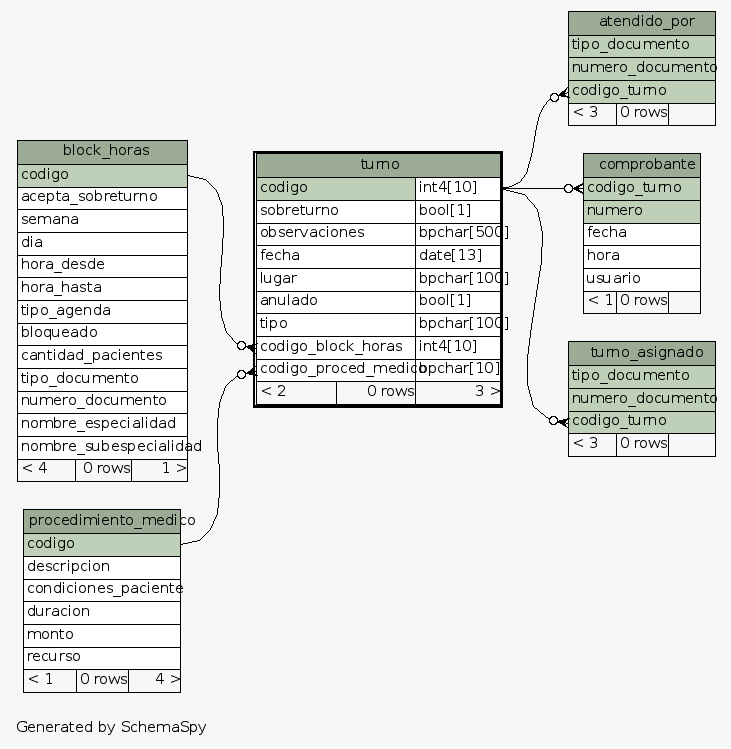 atendido_por
tipo_documento
numero_documento
codigo_turno
< 3 0 rows
block_horas
codigo
acepta_sobreturno
semana
dia
hora_desde
hora_hasta
tipo_agenda
bloqueado
cantidad_pacientes
tipo_documento
numero_documento
nombre_especialidad
nombre_subespecialidad
< 4 0 rows 1 >
turno
codigo int4[10]
sobreturno bool[1]
observaciones bpchar[500]
fecha date[13]
lugar bpchar[100]
anulado bool[1]
tipo bpchar[100]
codigo_block_horas int4[10]
codigo_proced_medico bpchar[10]
< 2 0 rows 3 >
comprobante
codigo_turno
numero
fecha
hora
usuario
< 1 0 rows
turno_asignado
tipo_documento
numero_documento
codigo_turno
< 3 0 rows
procedimiento_medico
codigo
descripcion
condiciones_paciente
duracion
monto
recurso
< 1 0 rows 4 >
Generated by SchemaSpy